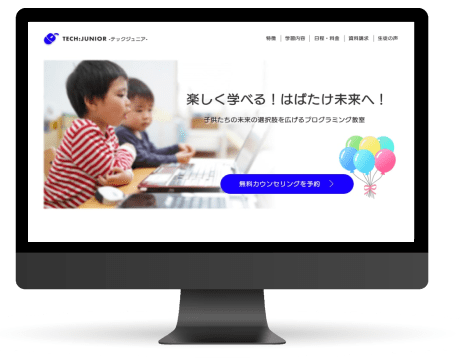 TECH:JUNIOR -テックジュニア-
特徴 | 学習内容 | 日程・料金 | 資料請求 | 生徒の声
楽しく学べる！はばたけ未来へ！
子供たちの未来の選択肢を広げるプログラミング教室
無料カウンセリングを予約